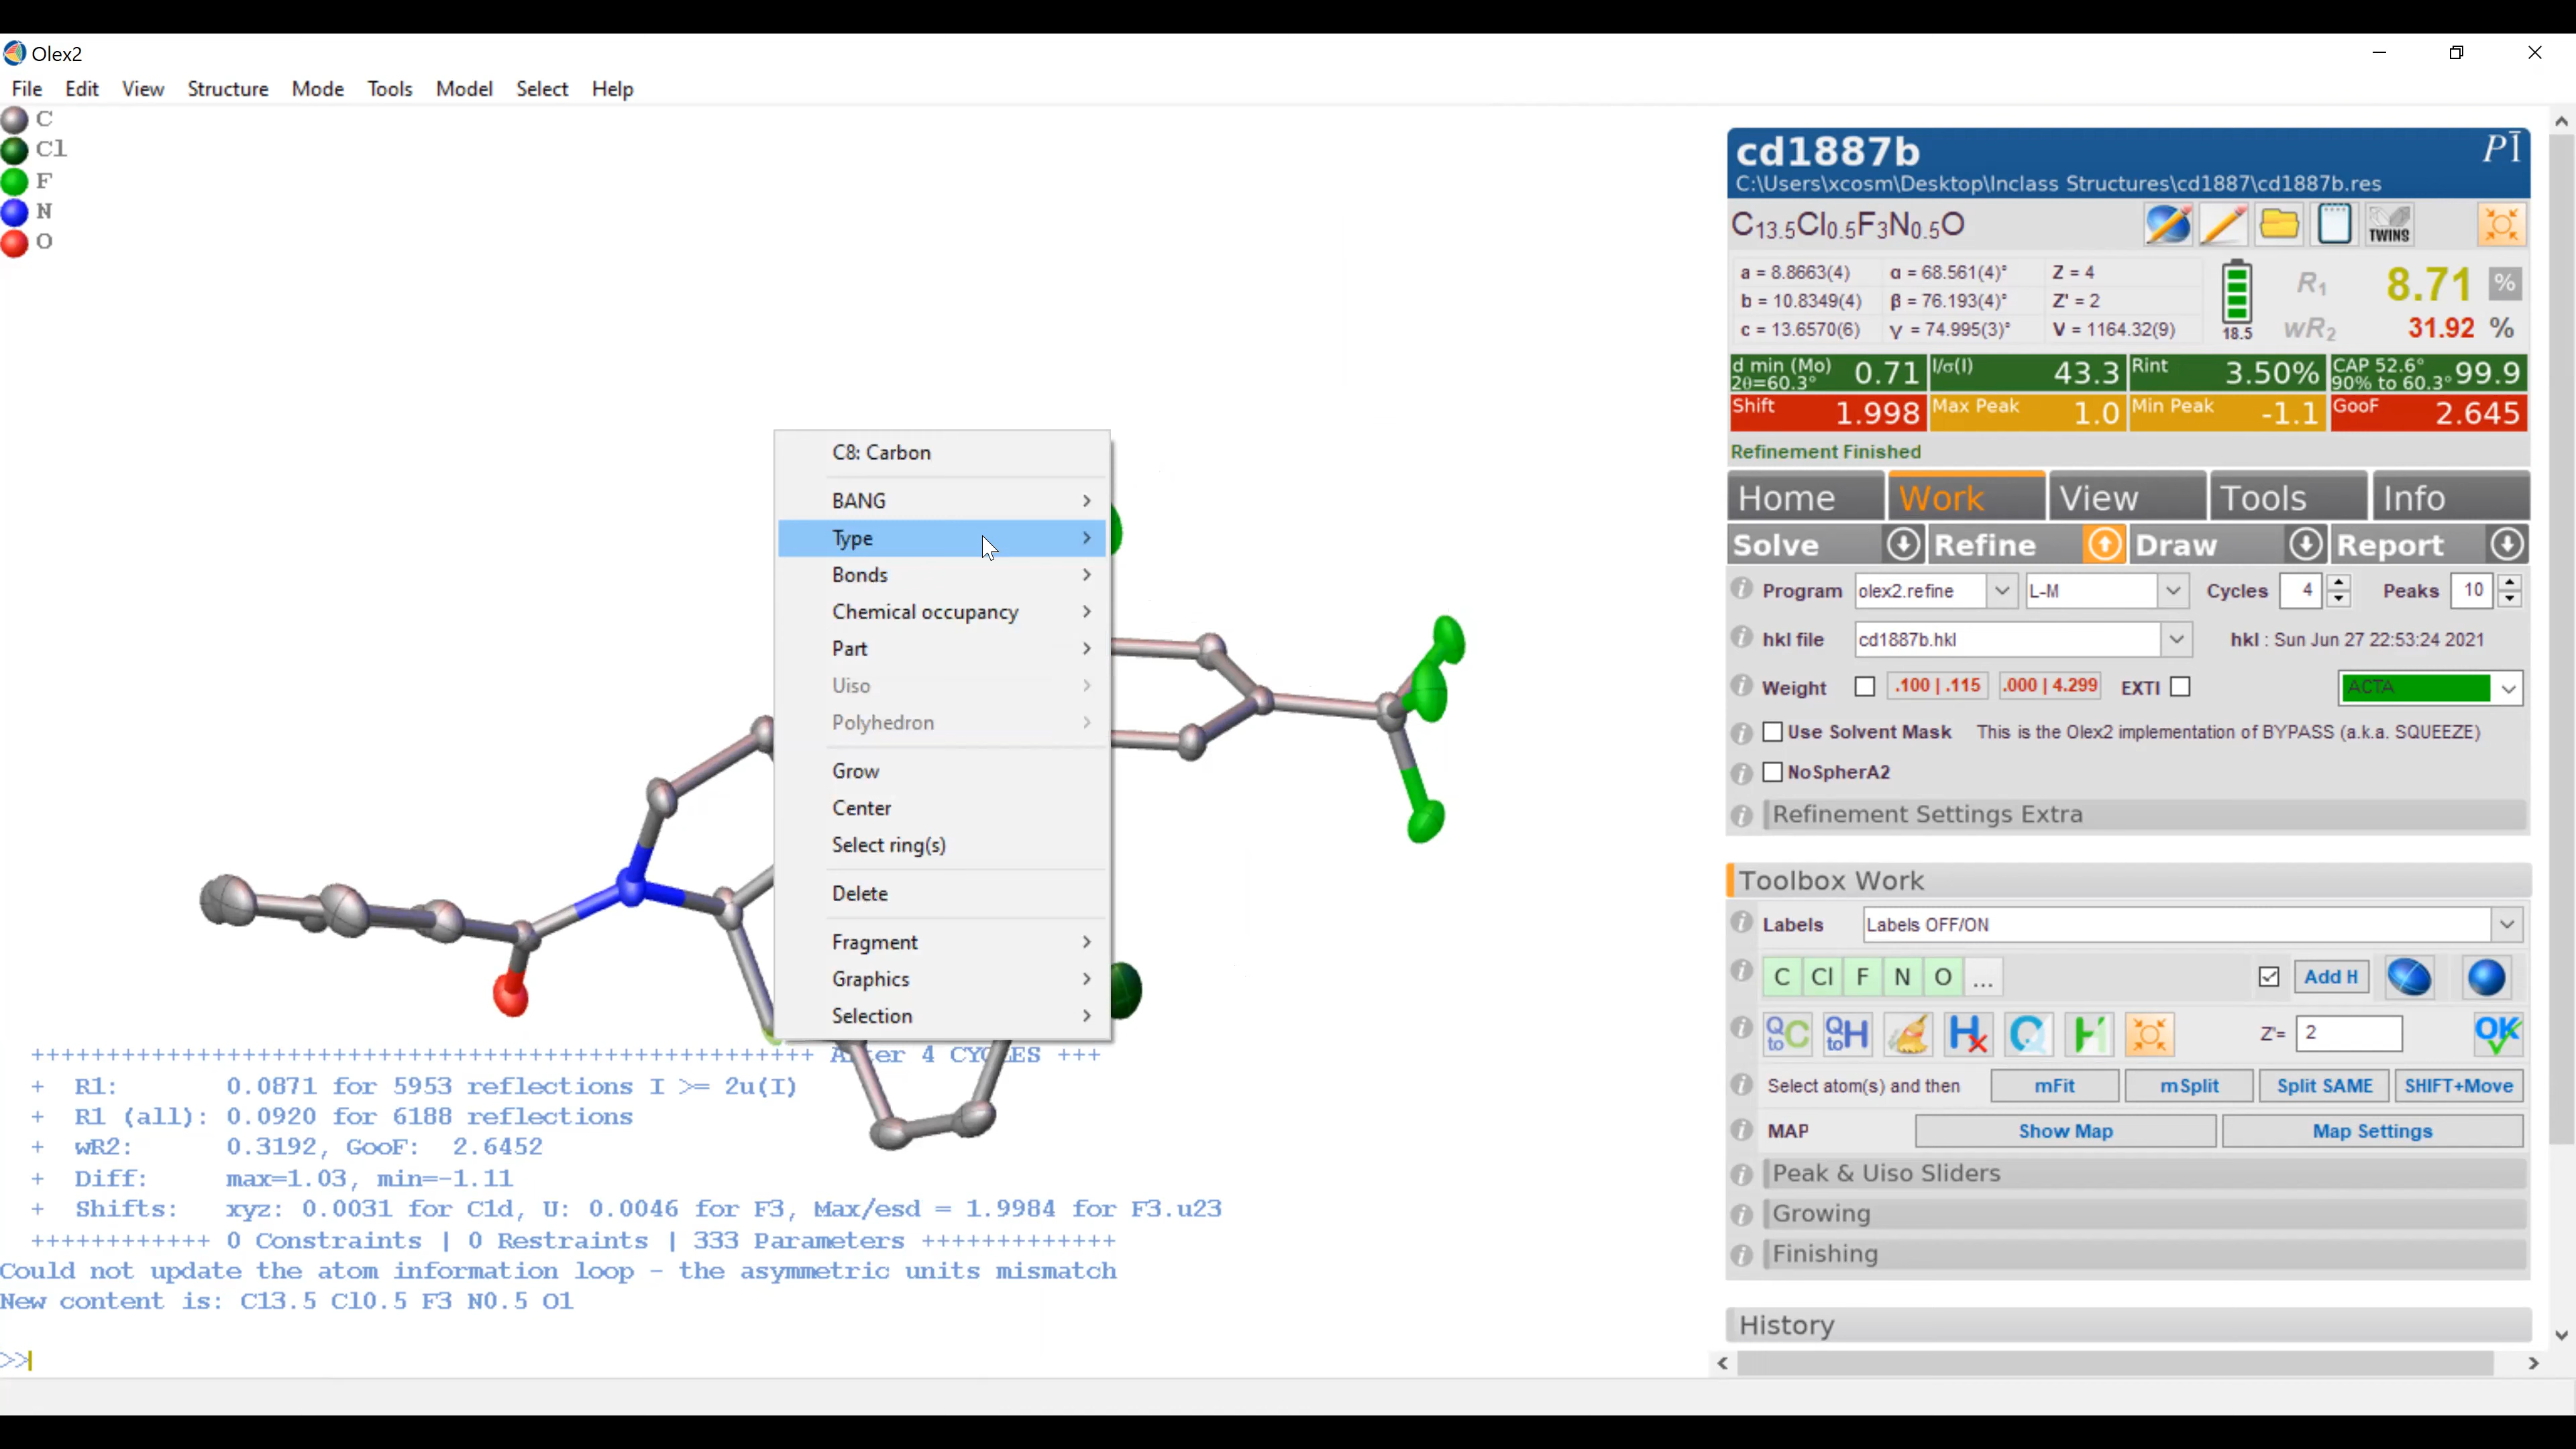 Olex2
File Edit View Structure Mode Tools Model Select Help
C
Cl
F
N
O
C8: Carbon
BANG
Type
Bonds
Chemical occupancy
Part
Uiso
Polyhedron
Grow
Center
Select ring(s)
Delete
Fragment
Graphics
Selection
++++++++++++++++++++++++++++++++++++++++++++++++++++ After 4 CYCLES +++
+ R1: 0.0871 for 5953 reflections I >= 2u(I)
+ R1 (all): 0.0920 for 6188 reflections
+ wR2: 0.3192, GooF: 2.6452
+ Diff: max=1.03, min=-1.11
+ Shifts: xyz: 0.0031 for C1d, U: 0.0046 for F3, Max/esd = 1.9984 for F3.u23
++++++++++++ 0 Constraints | 0 Restraints | 333 Parameters +++++++++++++
Could not update the atom information loop - the asymmetric units mismatch
New content is: C13.5 Cl0.5 F3 N0.5 O1
>>
cd1887b P1̄
C:\Users\xcosm\Desktop\Inclass Structures\cd1887\cd1887b.res
C13.5Cl0.5F3N0.5O TWINS
a = 8.8663(4) α = 68.561(4)° Z = 4
b = 10.8349(4) β = 76.193(4)° Z' = 2
c = 13.6570(6) γ = 74.995(3)° V = 1164.32(9)
18.5
R1 8.71 %
wR2 31.92 %
d min (Mo) 2θ=60.3° 0.71 I/σ(I) 43.3 Rint 3.50% CAP 52.6° 90% to 60.3° 99.9
Shift 1.998 Max Peak 1.0 Min Peak -1.1 GooF 2.645
Refinement Finished
Home Work View Tools Info
Solve Refine Draw Report
Program olex2.refine L-M Cycles 4 Peaks 10
hkl file cd1887b.hkl hkl : Sun Jun 27 22:53:24 2021
Weight .100 | .115 .000 | 4.299 EXTI ACTA
Use Solvent Mask This is the Olex2 implementation of BYPASS (a.k.a. SQUEEZE)
NoSpherA2
Refinement Settings Extra
Toolbox Work
Labels Labels OFF/ON
C Cl F N O ... Add H
Q to C Q to H H Q H Z'= 2 OK
Select atom(s) and then mFit mSplit Split SAME SHIFT+Move
MAP Show Map Map Settings
Peak & Uiso Sliders
Growing
Finishing
History